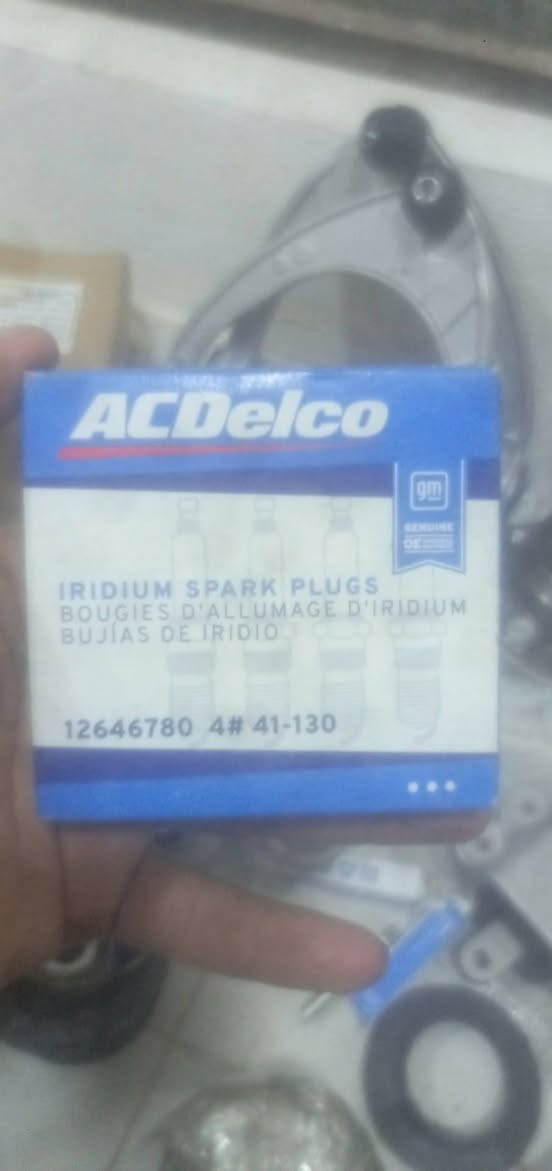 ACDelco
gm
GENUINE
OE
IRIDIUM SPARK PLUGS
BOUGIES D'ALLUMAGE D'IRIDIUM
BUJÍAS DE IRIDIO
12646780 4# 41-130